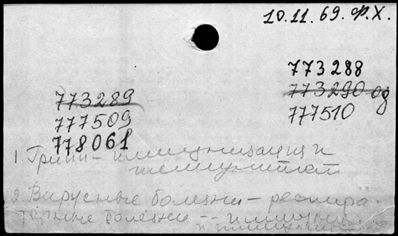 10.11.69. Ф.Х.
773288
773289
773290 од
777509
777510
778061
1. Грипп - иммунизация и
иммунитет
2. Вирусные болезни - респира-
торные болезни -- иммуни